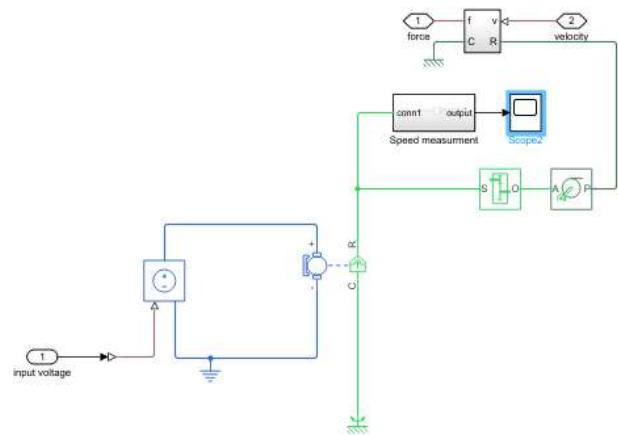 1
force
f
v
C
R
2
velocity
conn1
output
Speed measurment
Scope2
S
O
A
P
+
-
R
C
1
input voltage